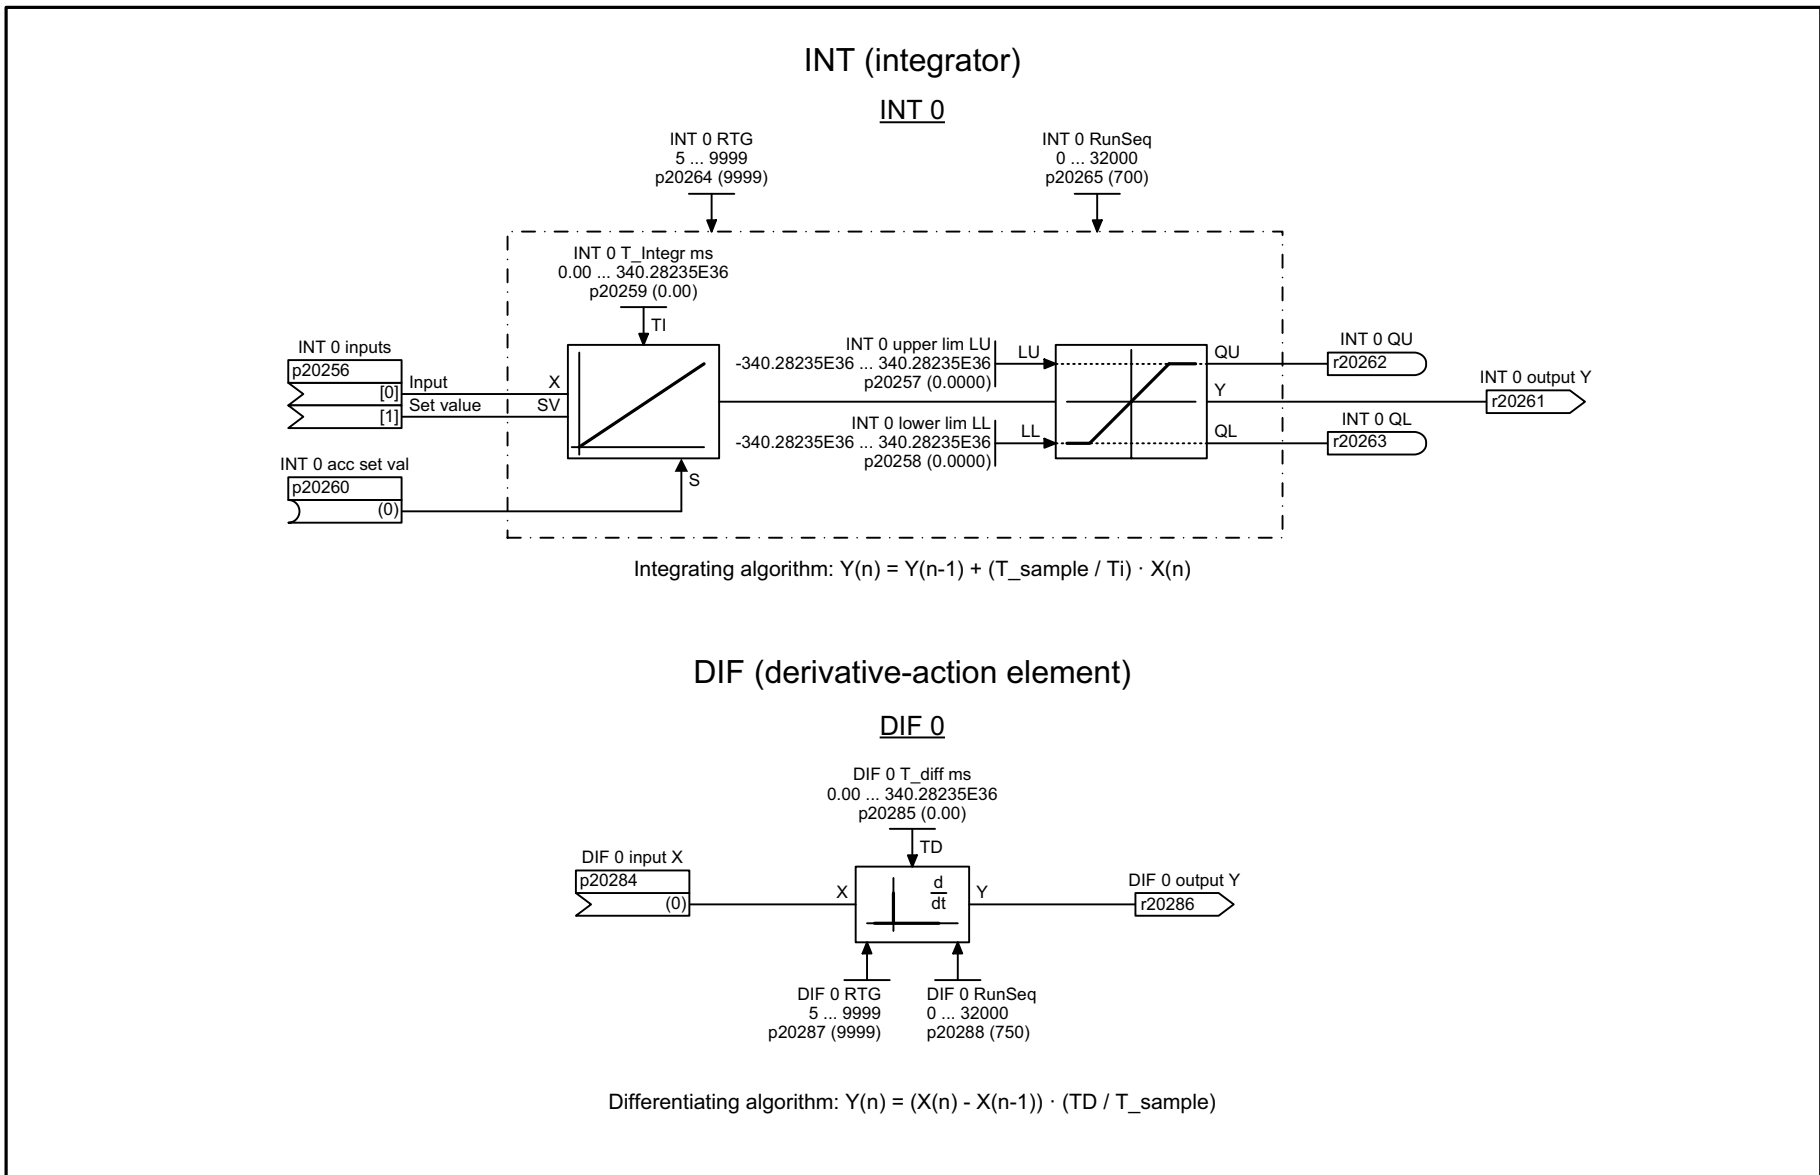 INT (integrator)
INT 0
INT 0 RTG
5 ... 9999
p20264 (9999)
INT 0 RunSeq
0 ... 32000
p20265 (700)
INT 0 T_Integr ms
0.00 ... 340.28235E36
p20259 (0.00)
TI
INT 0 inputs
p20256
[0]
[1]
Input
Set value
X
SV
INT 0 acc set val
p20260
(0)
S
INT 0 upper lim LU
-340.28235E36 ... 340.28235E36
p20257 (0.0000)
LU
INT 0 lower lim LL
-340.28235E36 ... 340.28235E36
p20258 (0.0000)
LL
QU
Y
QL
INT 0 QU
r20262
INT 0 output Y
r20261
INT 0 QL
r20263
Integrating algorithm: Y(n) = Y(n-1) + (T_sample / Ti) · X(n)
DIF (derivative-action element)
DIF 0
DIF 0 T_diff ms
0.00 ... 340.28235E36
p20285 (0.00)
TD
DIF 0 input X
p20284
(0)
X
d
dt
Y
DIF 0 output Y
r20286
DIF 0 RTG
5 ... 9999
p20287 (9999)
DIF 0 RunSeq
0 ... 32000
p20288 (750)
Differentiating algorithm: Y(n) = (X(n) - X(n-1)) · (TD / T_sample)